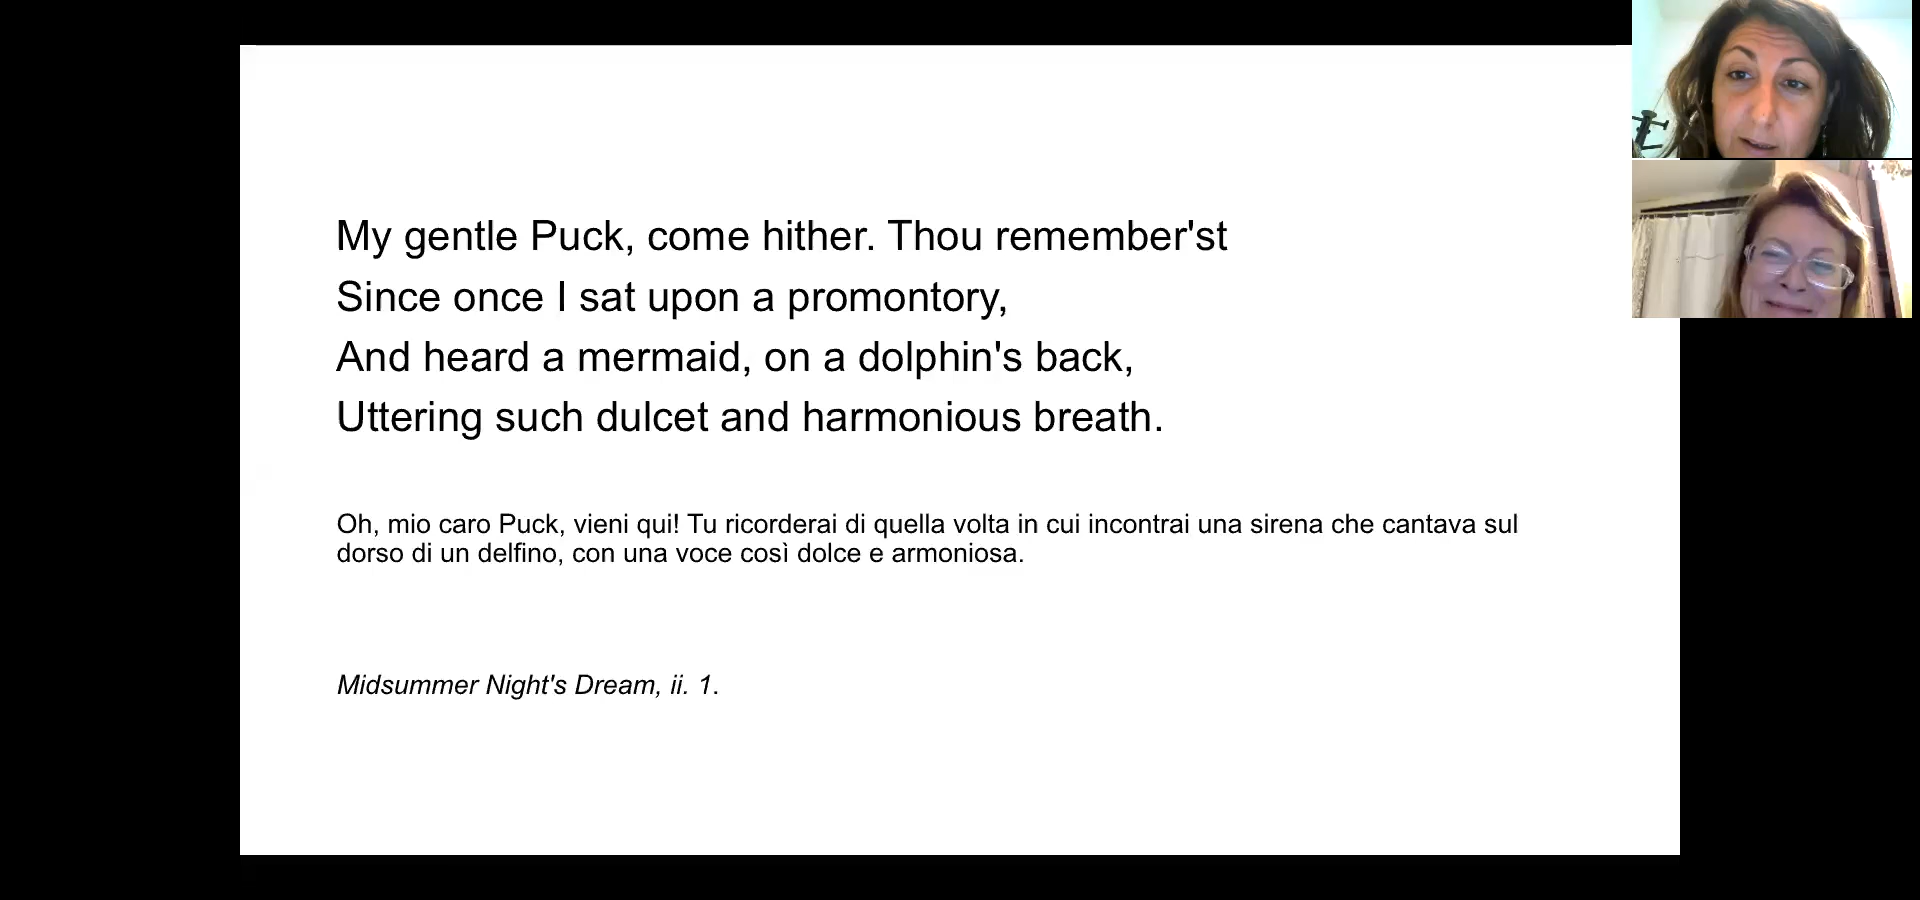 My gentle Puck, come hither. Thou remember'st
Since once I sat upon a promontory,
And heard a mermaid, on a dolphin's back,
Uttering such dulcet and harmonious breath.
Oh, mio caro Puck, vieni qui! Tu ricorderai di quella volta in cui incontrai una sirena che cantava sul
dorso di un delfino, con una voce così dolce e armoniosa.
Midsummer Night's Dream, ii. 1.